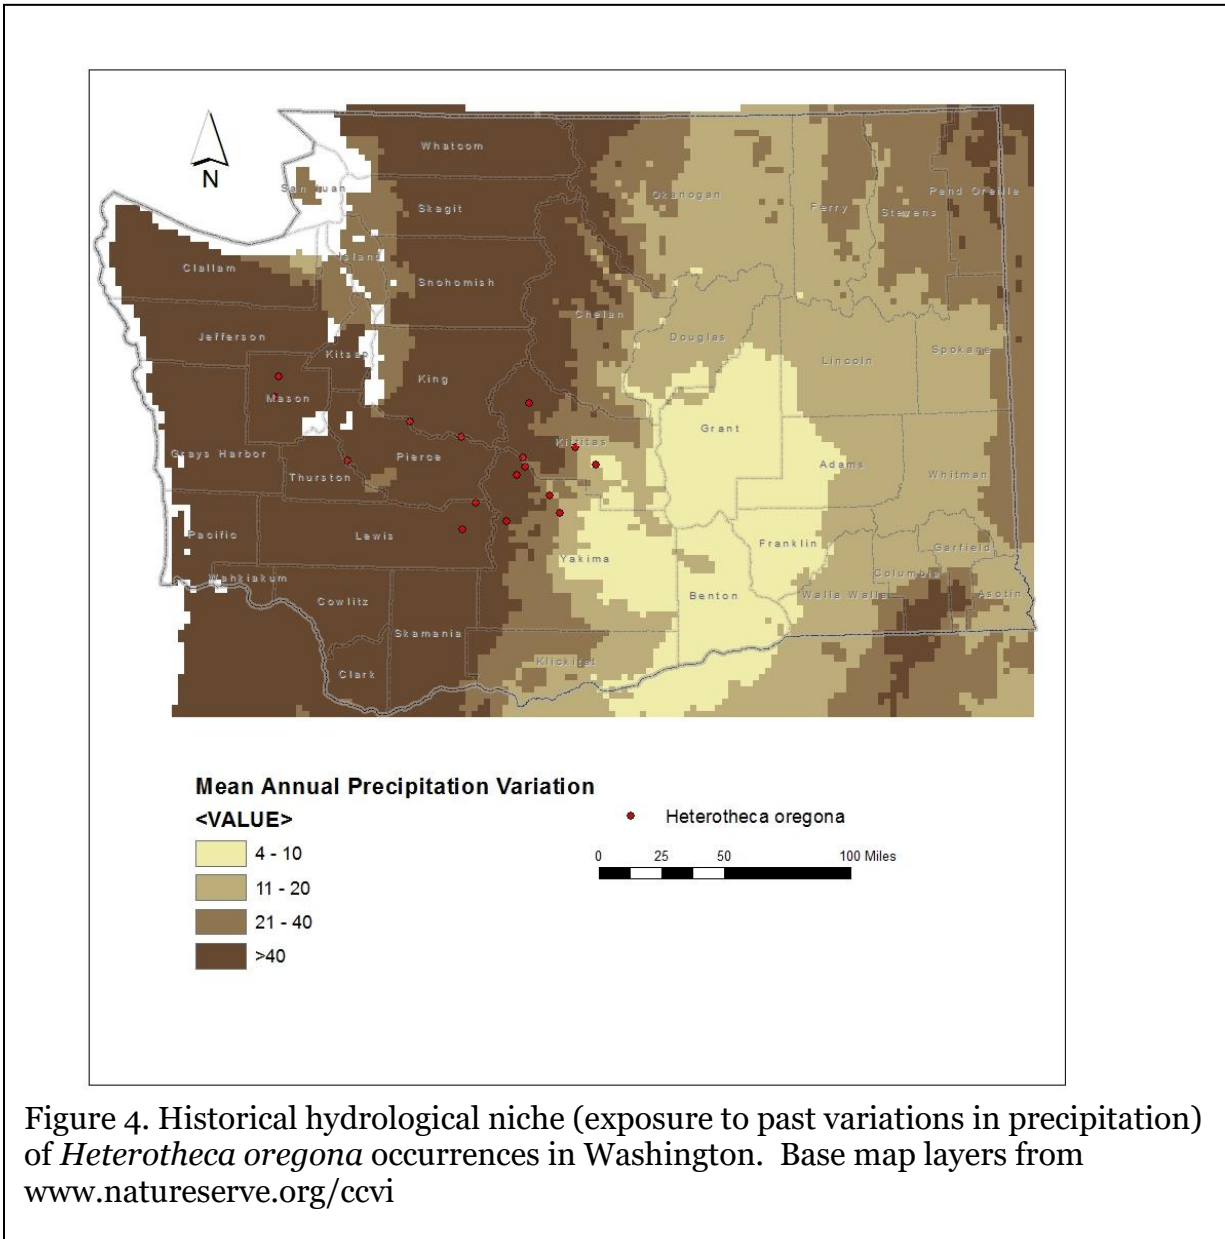 N
Whatcom
San Juan
Skagit
Okanogan
Ferry
Stevens
Pend Oreille
Island
Clallam
Snohomish
Chelan
Jefferson
Douglas
Kitsap
Lincoln
Spokane
King
Mason
Grant
Kittitas
Grays Harbor
Pierce
Adams
Thurston
Whitman
Pacific
Lewis
Franklin
Garfield
Yakima
Columbia
Wahkiakum
Benton
Walla Walla
Asotin
Cowlitz
Skamania
Klickitat
Clark
Mean Annual Precipitation Variation
<VALUE>
4 - 10
11 - 20
21 - 40
>40
Heterotheca oregona
0 25 50 100 Miles
Figure 4. Historical hydrological niche (exposure to past variations in precipitation)
of Heterotheca oregona occurrences in Washington. Base map layers from
www.natureserve.org/ccvi